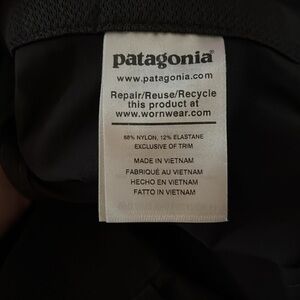 patagonia®
www.patagonia.com
Repair/Reuse/Recycle
this product at
www.wornwear.com
88% NYLON, 12% ELASTANE
EXCLUSIVE OF TRIM
MADE IN VIETNAM
FABRIQUÉ AU VIETNAM
HECHO EN VIETNAM
FATTO IN VIETNAM